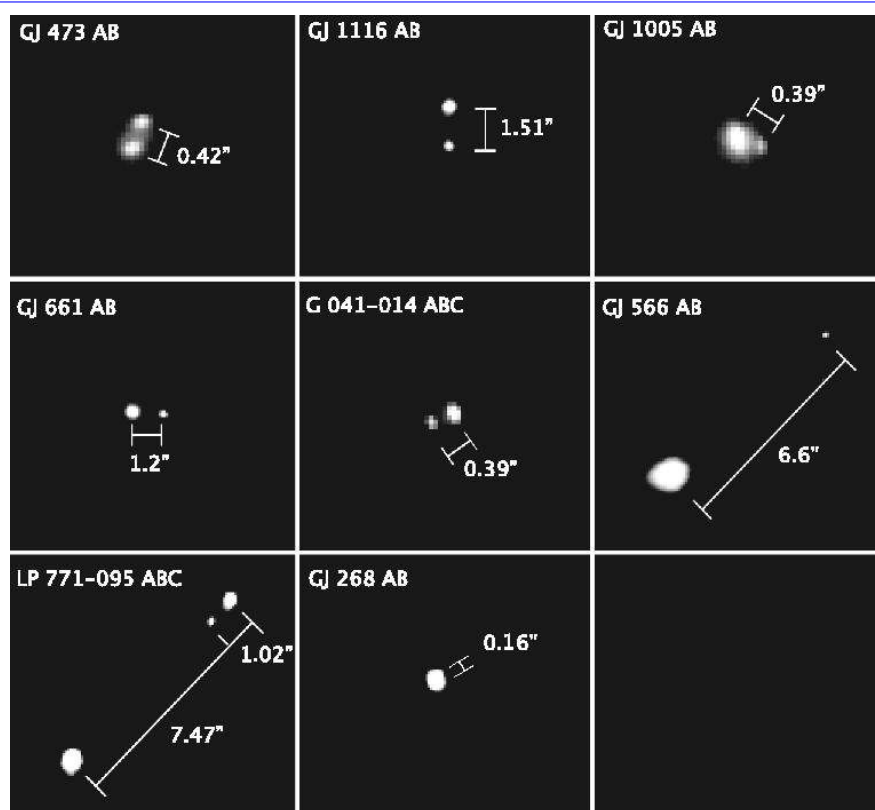 GJ 473 AB
0.42"
GJ 1116 AB
1.51"
GJ 1005 AB
0.39"
GJ 661 AB
1.2"
G 041-014 ABC
0.39"
GJ 566 AB
6.6"
LP 771-095 ABC
1.02"
7.47"
GJ 268 AB
0.16"